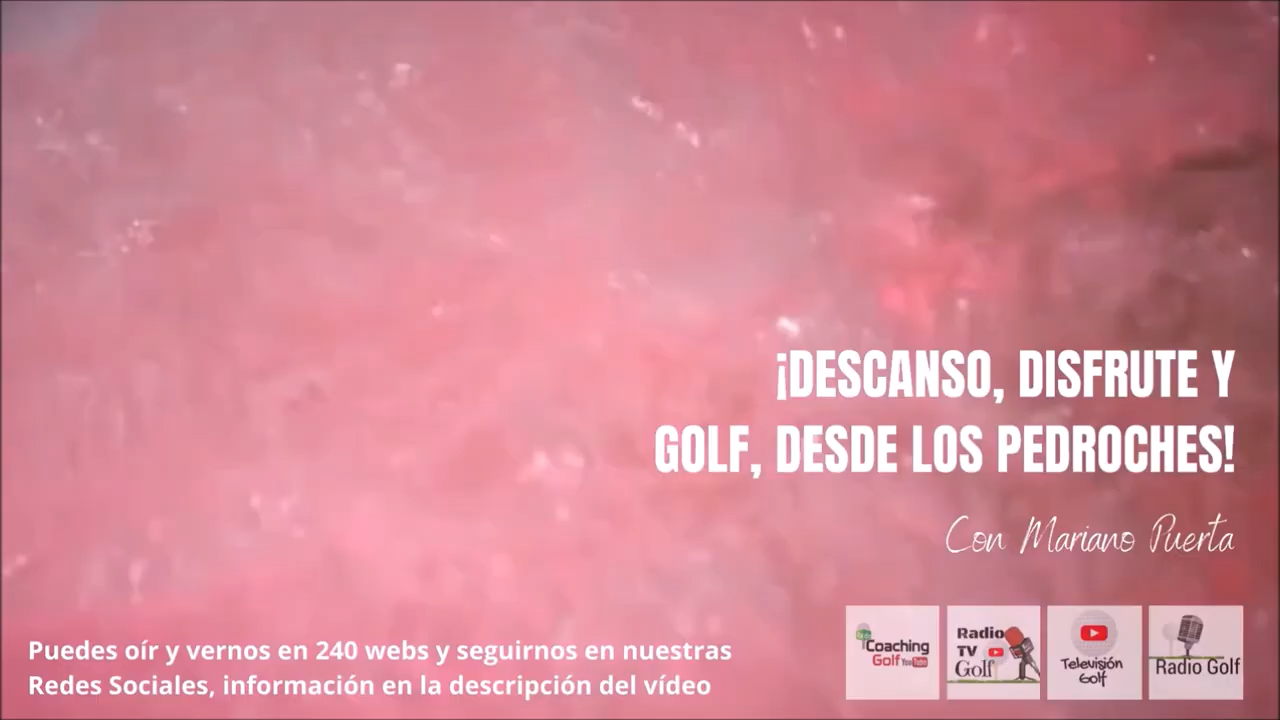 ¡DESCANSO, DISFRUTE Y
GOLF, DESDE LOS PEDROCHES!
Con Mariano Puerta
Puedes oír y vernos en 240 webs y seguirnos en nuestras
Redes Sociales, información en la descripción del vídeo
Coaching
Golf YouTube
Radio
TV
Golf
Televisión
Golf
Radio Golf